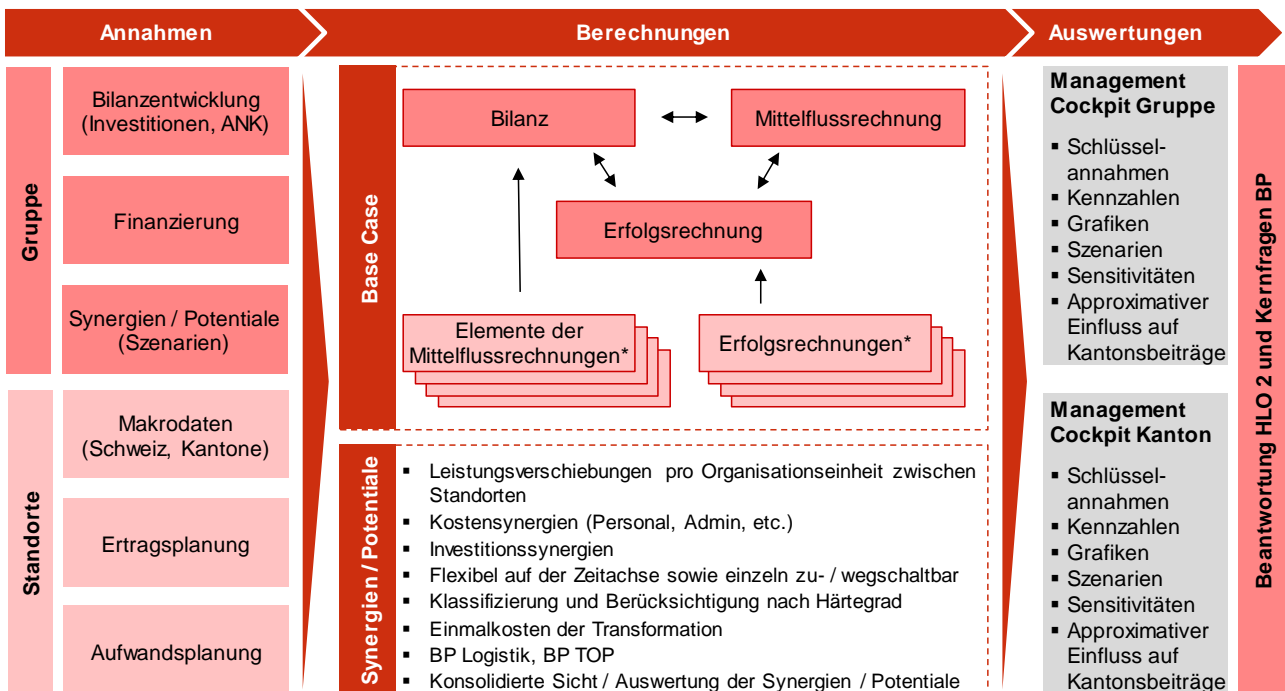 Annahmen
Berechnungen
Auswertungen
Gruppe
Bilanzentwicklung
(Investitionen, ANK)
Finanzierung
Synergien / Potentiale
(Szenarien)
Standorte
Makrodaten
(Schweiz, Kantone)
Ertragsplanung
Aufwandsplanung
Base Case
Bilanz
Mittelflussrechnung
Erfolgsrechnung
Elemente der
Mittelflussrechnungen*
Erfolgsrechnungen*
Synergien / Potentiale
▪ Leistungsverschiebungen pro Organisationseinheit zwischen
Standorten
▪ Kostensynergien (Personal, Admin, etc.)
▪ Investitionssynergien
▪ Flexibel auf der Zeitachse sowie einzeln zu- / wegschaltbar
▪ Klassifizierung und Berücksichtigung nach Härtegrad
▪ Einmalkosten der Transformation
▪ BP Logistik, BP TOP
▪ Konsolidierte Sicht / Auswertung der Synergien / Potentiale
Management
Cockpit Gruppe
▪ Schlüssel-
annahmen
▪ Kennzahlen
▪ Grafiken
▪ Szenarien
▪ Sensitivitäten
▪ Approximativer
Einfluss auf
Kantonsbeiträge
Management
Cockpit Kanton
▪ Schlüssel-
annahmen
▪ Kennzahlen
▪ Grafiken
▪ Szenarien
▪ Sensitivitäten
▪ Approximativer
Einfluss auf
Kantonsbeiträge
Beantwortung HLO 2 und Kernfragen BP